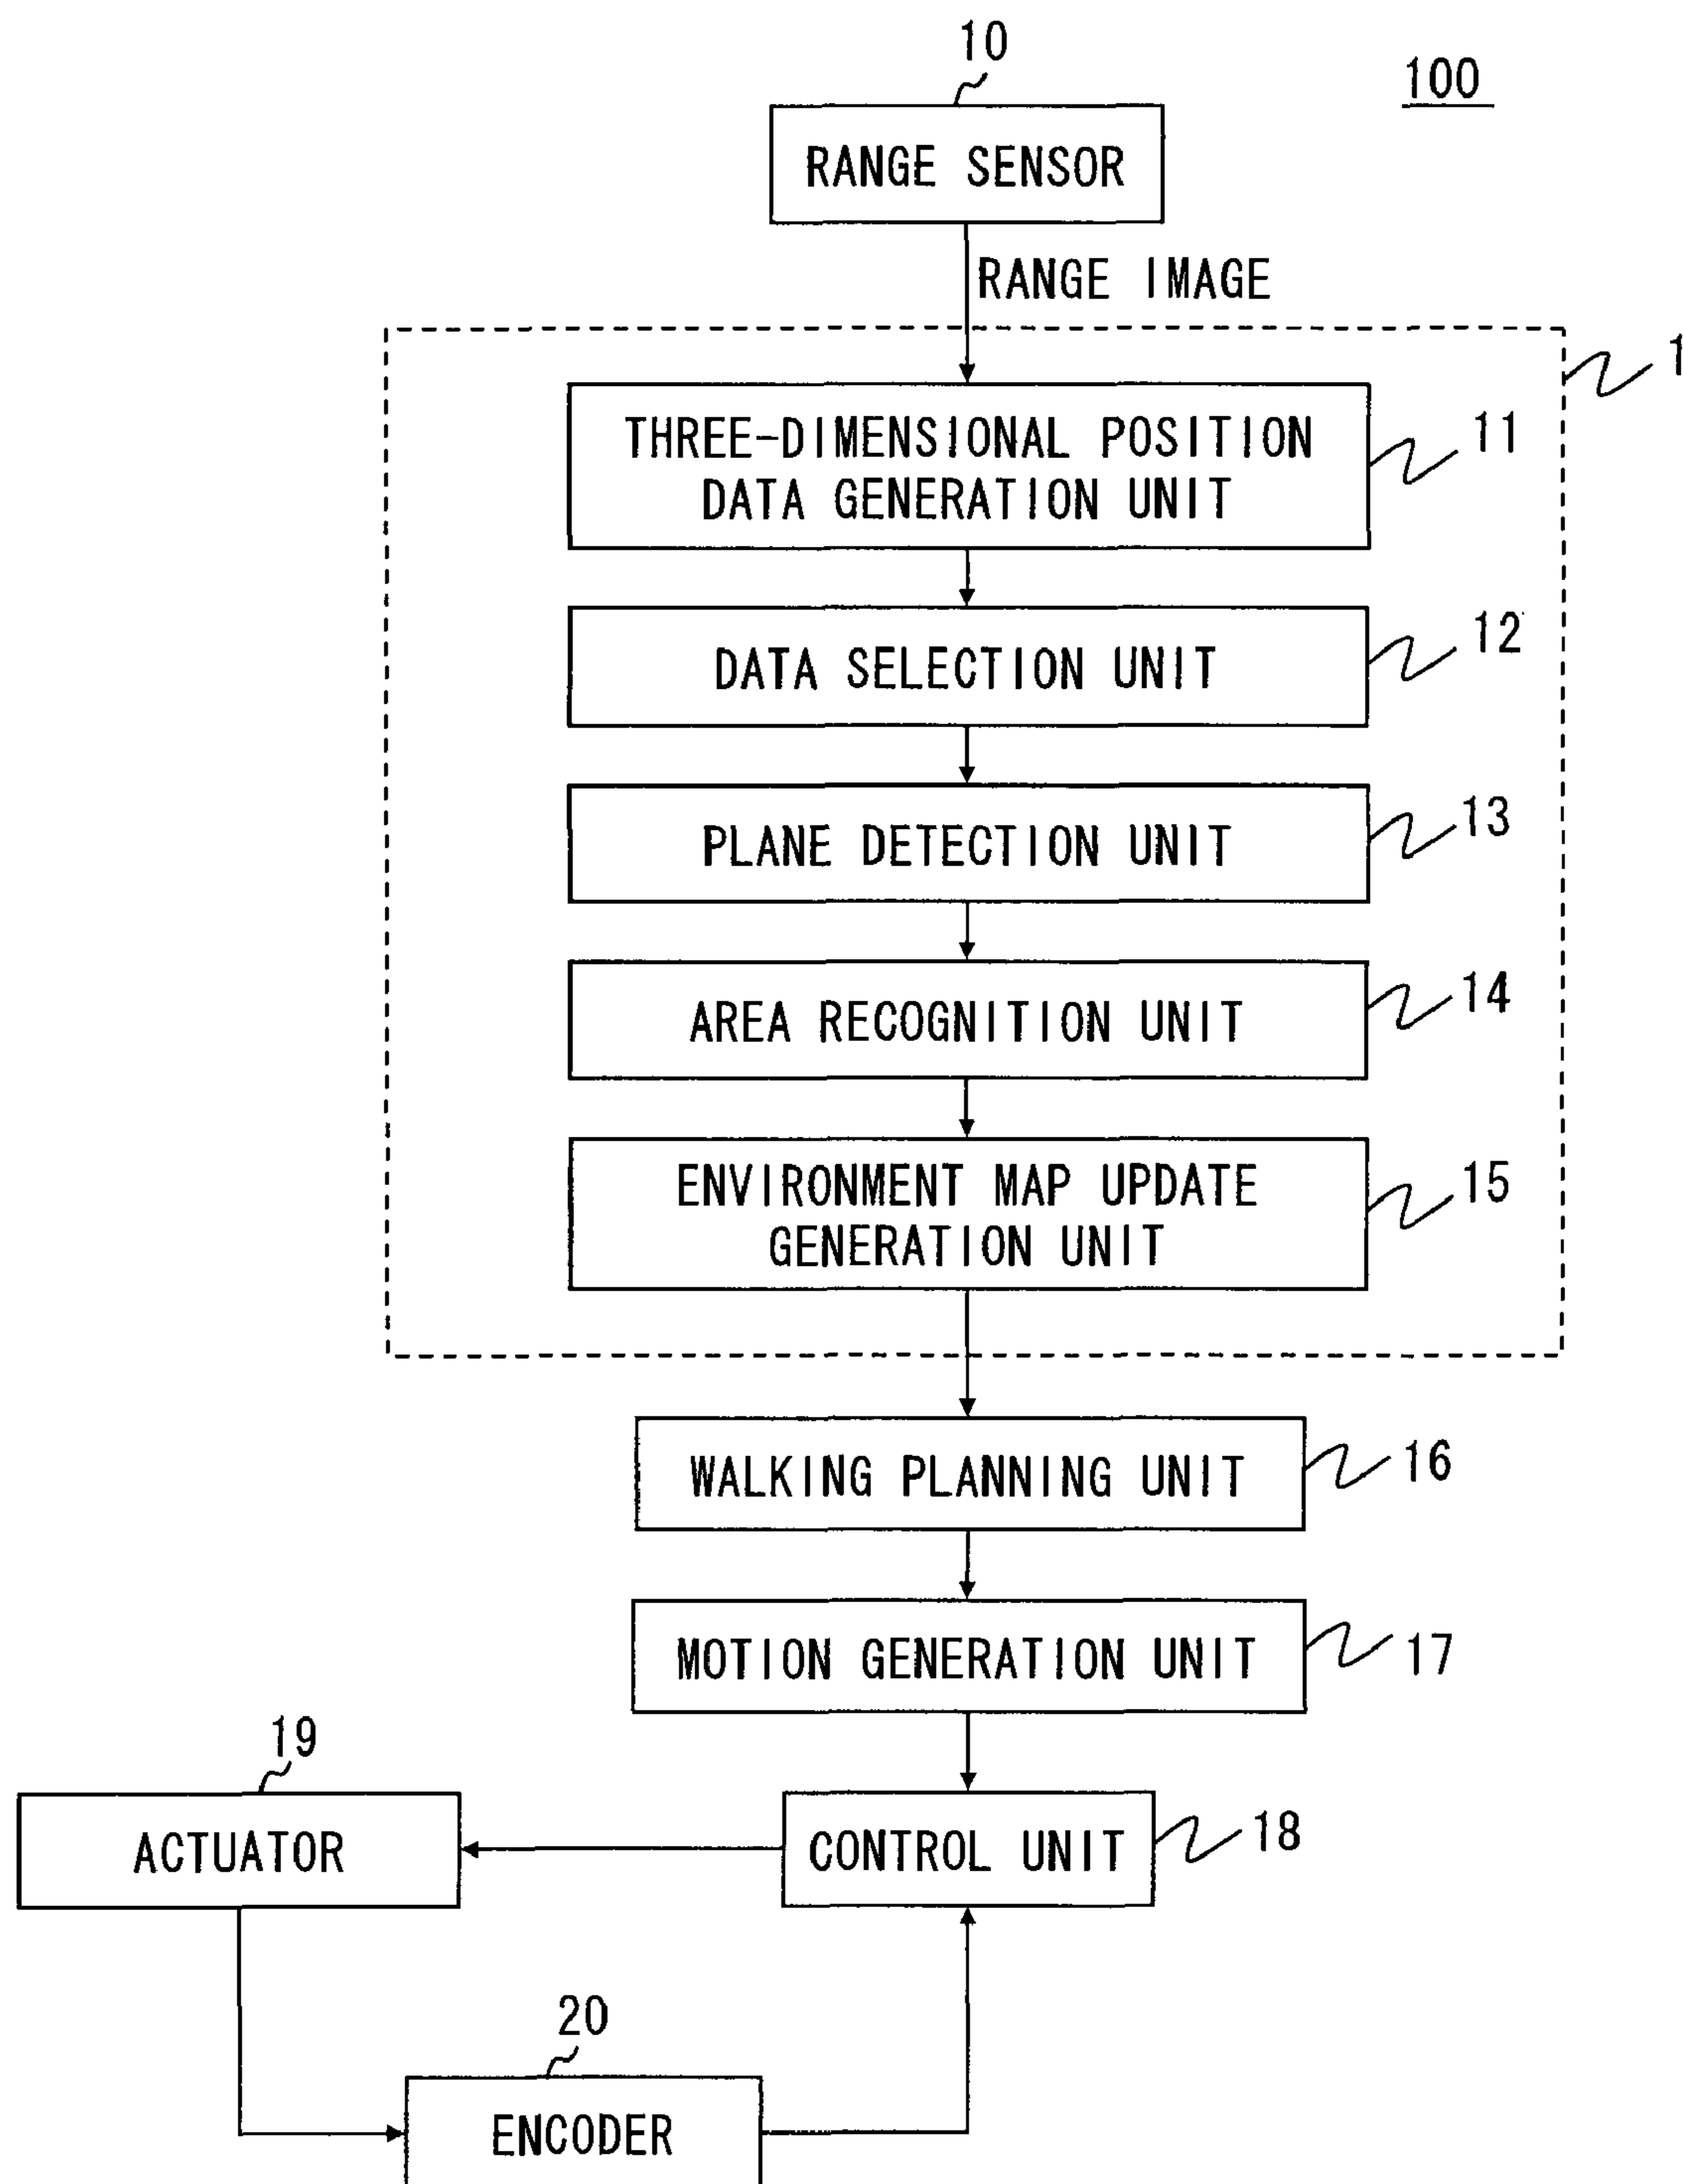 10
100
RANGE SENSOR
RANGE IMAGE
1
THREE-DIMENSIONAL POSITION
DATA GENERATION UNIT
11
DATA SELECTION UNIT
12
PLANE DETECTION UNIT
13
AREA RECOGNITION UNIT
14
ENVIRONMENT MAP UPDATE
GENERATION UNIT
15
WALKING PLANNING UNIT
16
MOTION GENERATION UNIT
17
19
ACTUATOR
CONTROL UNIT
18
20
ENCODER